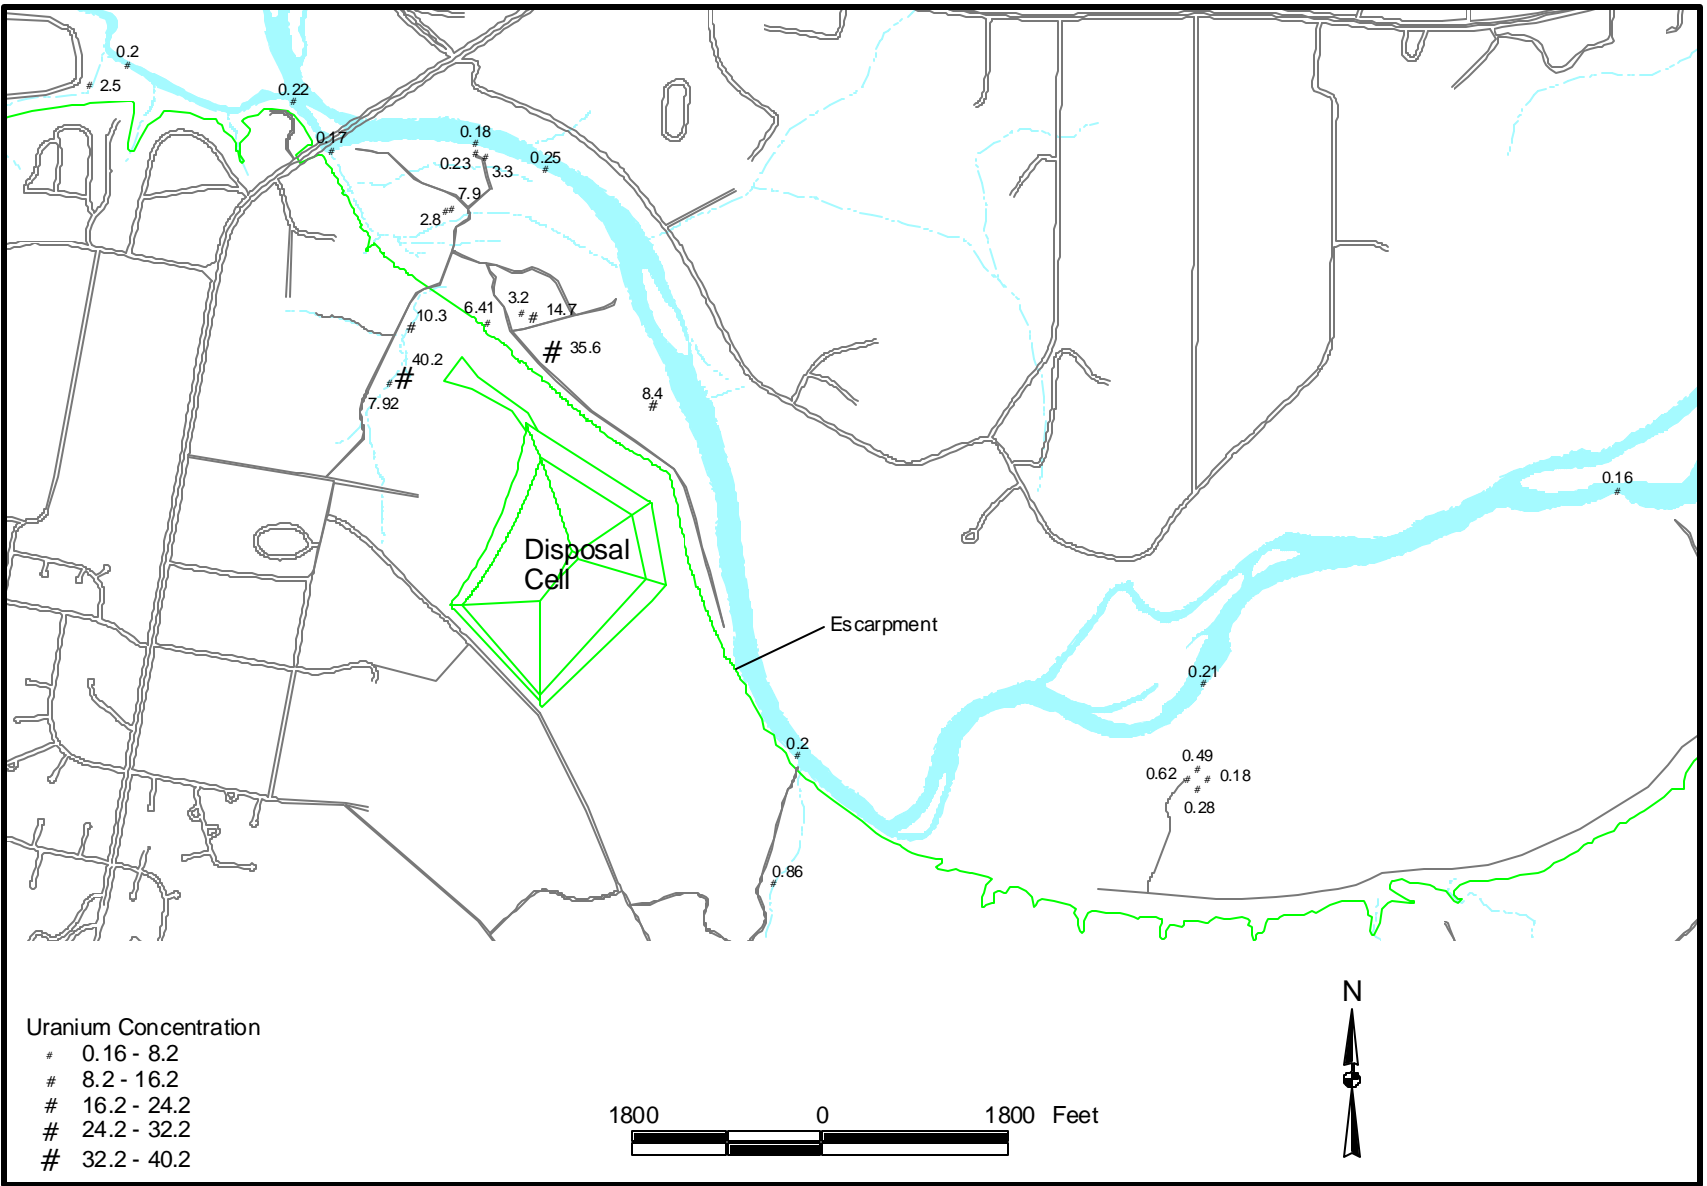 0.2
2.5
0.22
0.17
0.18
0.23
3.3
0.25
7.9
2.8
10.3
6.41
3.2
14.7
35.6
40.2
7.92
8.4
0.16
Disposal
Cell
Escarpment
0.21
0.2
0.49
0.62
0.18
0.28
0.86
N
Uranium Concentration
# 0.16 - 8.2
# 8.2 - 16.2
# 16.2 - 24.2
# 24.2 - 32.2
# 32.2 - 40.2
1800 0 1800 Feet